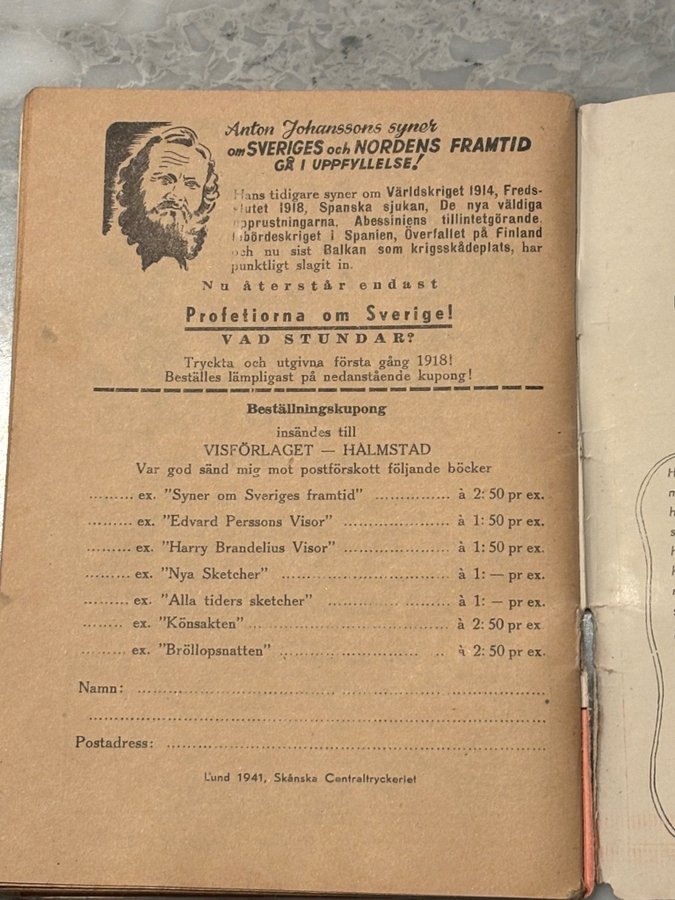 Anton Johanssons syner
om SVERIGES och NORDENS FRAMTID
GÅ I UPPFYLLELSE!
Hans tidigare syner om Världskriget 1914, Freds-
slutet 1918, Spanska sjukan, De nya väldiga
upprustningarna, Abessiniens tillintetgörande.
Inbördeskriget i Spanien, Överfallet på Finland
och nu sist Balkan som krigsskådeplats, har
punktligt slagit in.
Nu återstår endast
Profetiorna om Sverige!
VAD STUNDAR?
Tryckta och utgivna första gång 1918!
Beställes lämpligast på nedanstående kupong!
Beställningskupong
insändes till
VISFÖRLAGET — HALMSTAD
Var god sänd mig mot postförskott följande böcker
......... ex. "Syner om Sveriges framtid" ............... à 2:50 pr ex.
......... ex. "Edvard Perssons Visor" ..................... à 1:50 pr ex.
......... ex. "Harry Brandelius Visor" ..................... à 1:50 pr ex.
......... ex. "Nya Sketcher" ................................. à 1: — pr ex.
......... ex. "Alla tiders sketcher" ........................ à 1: — pr ex.
........ ex. "Könsakten" ....................................... à 2:50 pr ex.
......... ex. "Bröllopsnatten" ................................. à 2:50 pr ex.
Namn: ..........................................................................
Postadress: ..................................................................
Lund 1941, Skånska Centraltryckeriet